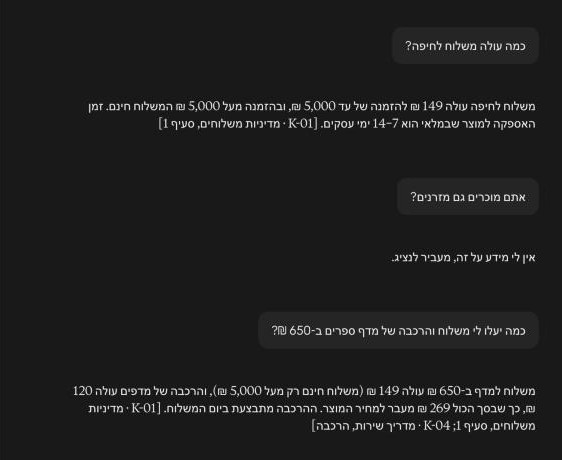 כמה עולה משלוח לחיפה?
משלוח לחיפה עולה 149 ₪ להזמנה של עד 5,000 ₪, ובהזמנה מעל 5,000 ₪ המשלוח חינם. זמן
האספקה למוצר שבמלאי הוא 7–14 ימי עסקים. [K-01 · מדיניות משלוחים, סעיף 1]
אתם מוכרים גם מזרנים?
אין לי מידע על זה, מעביר לנציג.
כמה יעלו לי משלוח והרכבה של מדף ספרים ב-650 ₪?
משלוח למדף ב-650 ₪ עולה 149 ₪ (משלוח חינם רק מעל 5,000 ₪), והרכבה של מדפים עולה 120
₪, כך שבסך הכול 269 ₪ מעבר למחיר המוצר. ההרכבה מתבצעת ביום המשלוח. [K-01 · מדיניות
משלוחים, סעיף 1; K-04 · מדריך שירות, הרכבה]